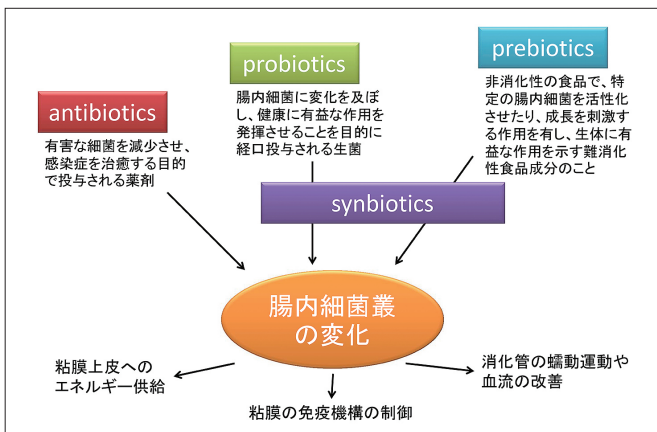 antibiotics
有害な細菌を減少させ、
感染症を治癒する目的
で投与される薬剤
probiotics
腸内細菌に変化を及ぼ
し、健康に有益な作用を
発揮させることを目的に
経口投与される生菌
prebiotics
非消化性の食品で、特
定の腸内細菌を活性化
させたり、成長を刺激す
る作用を有し、生体に有
益な作用を示す難消化
性食品成分のこと
synbiotics
腸内細菌叢
の変化
粘膜上皮への
エネルギー供給
粘膜の免疫機構の制御
消化管の蠕動運動や
血流の改善